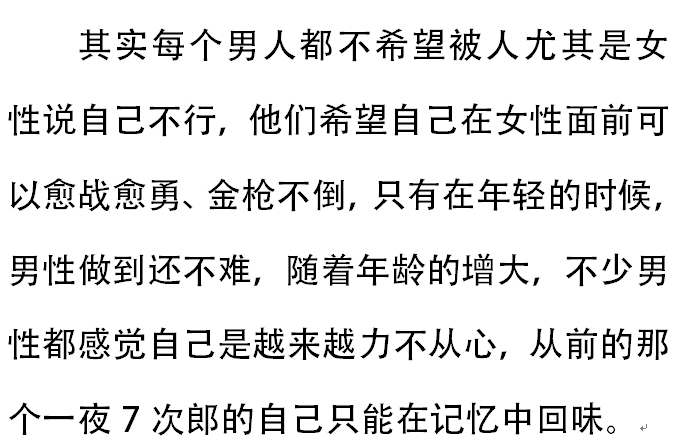 其实每个男人都不希望被人尤其是女
性说自己不行，他们希望自己在女性面前可
以愈战愈勇、金枪不倒，只有在年轻的时候，
男性做到还不难，随着年龄的增大，不少男
性都感觉自己是越来越力不从心，从前的那
个一夜 7 次郎的自己只能在记忆中回味。